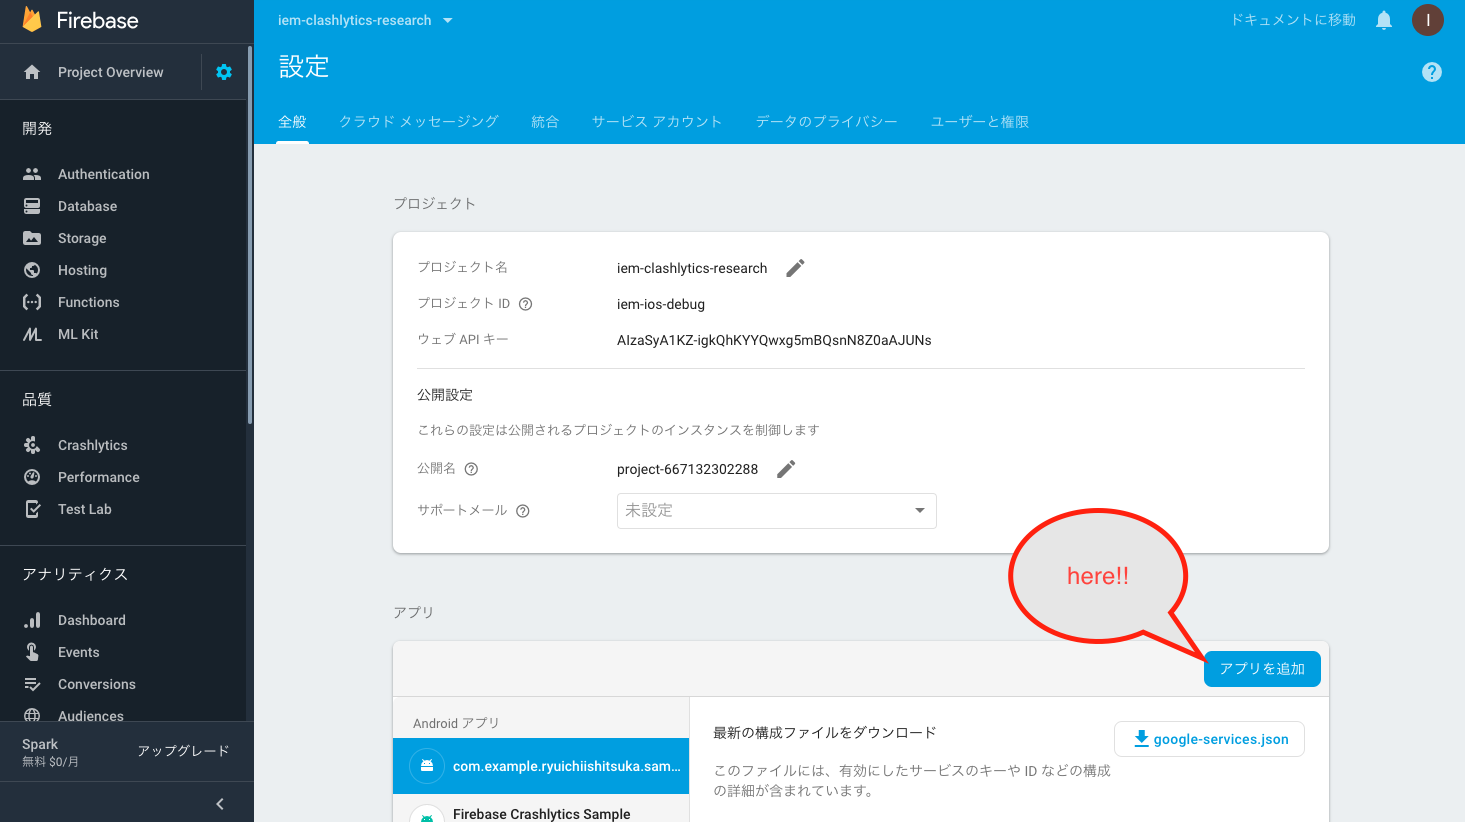 Firebase
iem-clashlytics-research
ドキュメントに移動
I
Project Overview
設定
全般
クラウド メッセージング
統合
サービス アカウント
データのプライバシー
ユーザーと権限
開発
Authentication
Database
Storage
Hosting
Functions
ML Kit
品質
Crashlytics
Performance
Test Lab
アナリティクス
Dashboard
Events
Conversions
Audiences
Spark
無料 $0/月
アップグレード
プロジェクト
プロジェクト名
iem-clashlytics-research
プロジェクト ID
iem-ios-debug
ウェブ API キー
AIzaSyA1KZ-igkQhKYYQwxg5mBQsnN8Z0aAJUNs
公開設定
これらの設定は公開されるプロジェクトのインスタンスを制御します
公開名
project-667132302288
サポートメール
未設定
here!!
アプリ
アプリを追加
Android アプリ
com.example.ryuichiishitsuka.sam...
Firebase Crashlytics Sample
最新の構成ファイルをダウンロード
google-services.json
このファイルには、有効にしたサービスのキーや ID などの構成
の詳細が含まれています。